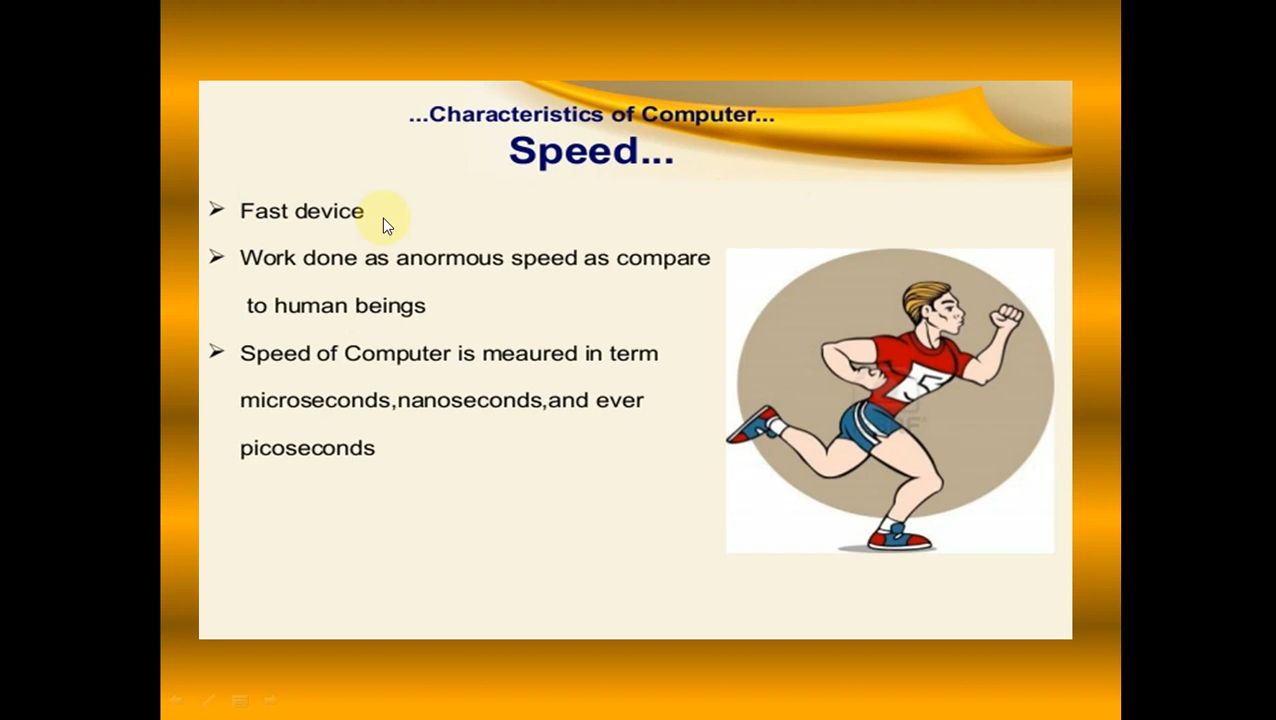 ...Characteristics of Computer...
Speed...
Fast device
Work done as anormous speed as compare
to human beings
Speed of Computer is meaured in term
microseconds,nanoseconds,and ever
picoseconds
5